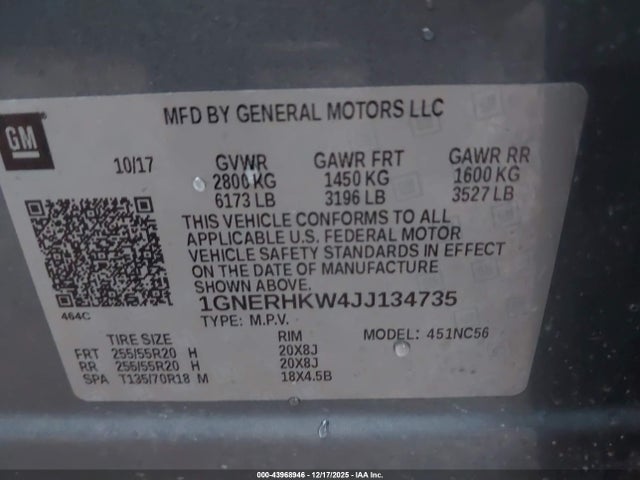 MFD BY GENERAL MOTORS LLC
GM
10/17
GVWR GAWR FRT GAWR RR
2800 KG 1450 KG 1600 KG
6173 LB 3196 LB 3527 LB
THIS VEHICLE CONFORMS TO ALL
APPLICABLE U.S. FEDERAL MOTOR
VEHICLE SAFETY STANDARDS IN EFFECT
ON THE DATE OF MANUFACTURE
SHOWN ABOVE.
1GNERHKW4JJ134735
464C
TYPE: M.P.V.
MODEL: 451NC56
TIRE SIZE RIM
FRT 255/55R20 H 20X8J
RR 255/55R20 H 20X8J
SPA T135/70R18 M 18X4.5B
000-43968946 - 12/17/2025 - IAA Inc.